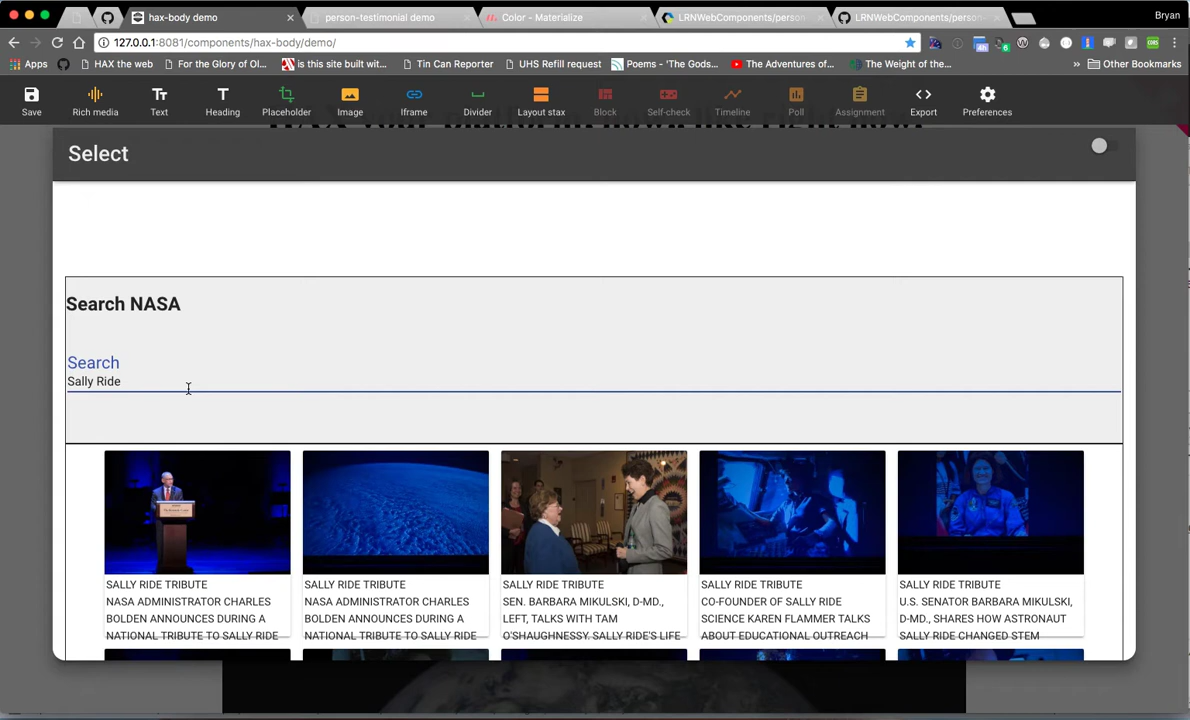 hax-body demo
person-testimonial demo
Color - Materialize
LRNWebComponents/person
LRNWebComponents/person-
Bryan
127.0.0.1:8081/components/hax-body/demo/
Apps
HAX the web
For the Glory of Ol...
is this site built wit...
Tin Can Reporter
UHS Refill request
Poems - 'The Gods...
The Adventures of...
The Weight of the...
» Other Bookmarks
Save
Rich media
Text
Heading
Placeholder
Image
Iframe
Divider
Layout stax
Block
Self-check
Timeline
Poll
Assignment
Export
Preferences
Select
Search NASA
Search
Sally Ride
SALLY RIDE TRIBUTE
NASA ADMINISTRATOR CHARLES
BOLDEN ANNOUNCES DURING A
NATIONAL TRIBUTE TO SALLY RIDE
SALLY RIDE TRIBUTE
NASA ADMINISTRATOR CHARLES
BOLDEN ANNOUNCES DURING A
NATIONAL TRIBUTE TO SALLY RIDE
SALLY RIDE TRIBUTE
SEN. BARBARA MIKULSKI, D-MD.,
LEFT, TALKS WITH TAM
O'SHAUGHNESSY, SALLY RIDE'S LIFE
SALLY RIDE TRIBUTE
CO-FOUNDER OF SALLY RIDE
SCIENCE KAREN FLAMMER TALKS
ABOUT EDUCATIONAL OUTREACH
SALLY RIDE TRIBUTE
U.S. SENATOR BARBARA MIKULSKI,
D-MD., SHARES HOW ASTRONAUT
SALLY RIDE CHANGED STEM